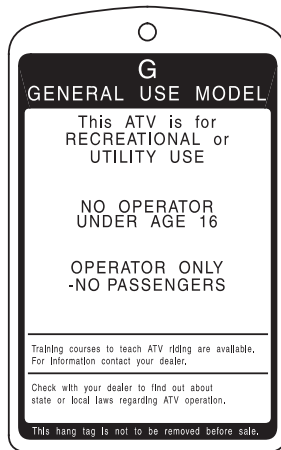 G
GENERAL USE MODEL
This ATV is for
RECREATIONAL or
UTILITY USE
NO OPERATOR
UNDER AGE 16
OPERATOR ONLY
-NO PASSENGERS
Training courses to teach ATV riding are available.
For information contact your dealer.
Check with your dealer to find out about
state or local laws regarding ATV operation.
This hang tag is not to be removed before sale.